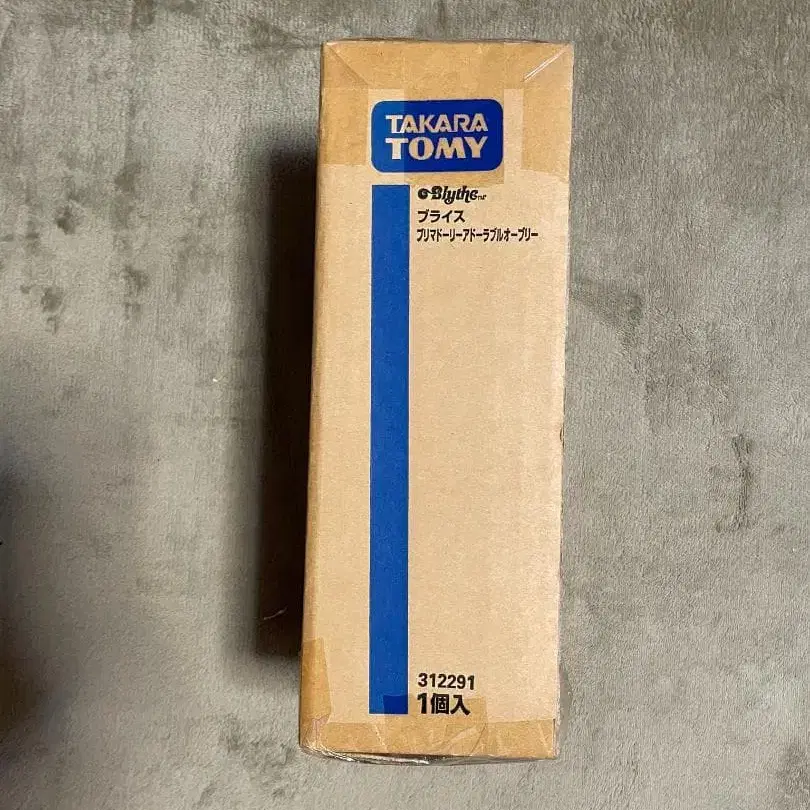 TAKARA
TOMY
Blythe™
ブライス
プリマドーリーアドーラブルオーブリー
312291
1個入